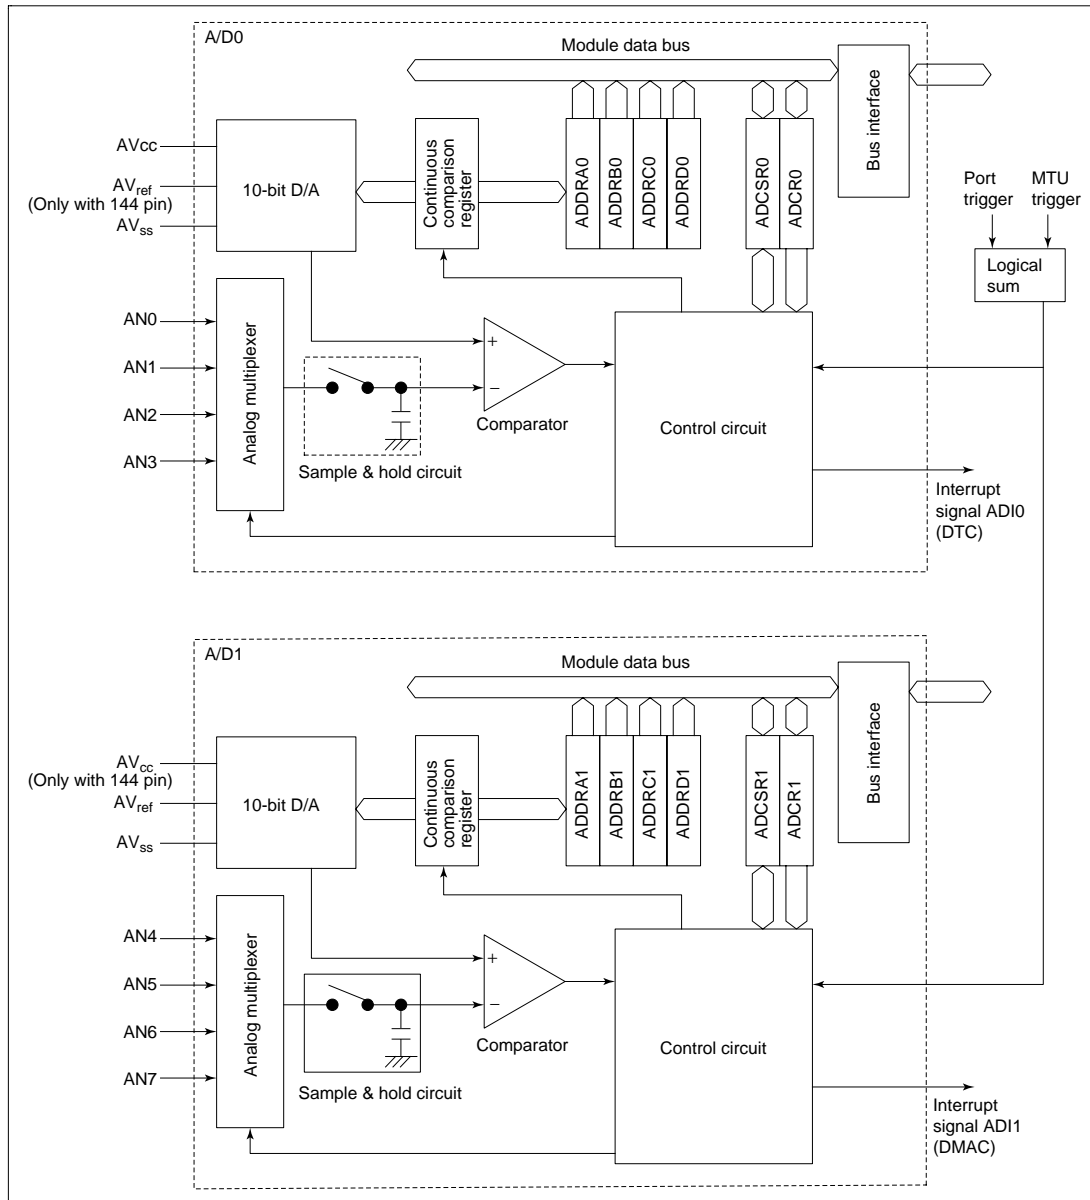 A/D0
Module data bus
Bus interface
AVcc
AVref
(Only with 144 pin)
AVss
10-bit D/A
Continuous
comparison
register
ADDRA0
ADDRB0
ADDRC0
ADDRD0
ADCSR0
ADCR0
Port
trigger
MTU
trigger
Logical
sum
AN0
AN1
AN2
AN3
Analog multiplexer
+
−
Comparator
Sample & hold circuit
Control circuit
Interrupt
signal ADI0
(DTC)
A/D1
Module data bus
Bus interface
AVcc
(Only with 144 pin)
AVref
AVss
10-bit D/A
Continuous
comparison
register
ADDRA1
ADDRB1
ADDRC1
ADDRD1
ADCSR1
ADCR1
AN4
AN5
AN6
AN7
Analog multiplexer
+
−
Comparator
Sample & hold circuit
Control circuit
Interrupt
signal ADI1
(DMAC)